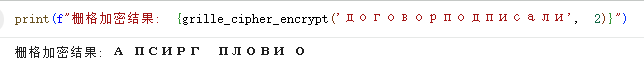 print(f"栅格加密结果: {grille_cipher_encrypt('договорподписали', 2)}")
栅格加密结果: А ПСИРГ ПЛОВИ О